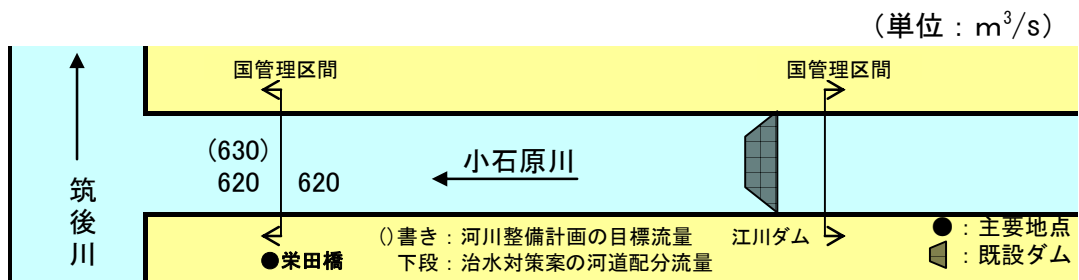 (単位:m³/s)
国管理区間
国管理区間
(630)
620
620
小石原川
筑後川
●栄田橋
()書き:河川整備計画の目標流量
下段:治水対策案の河道配分流量
江川ダム
●:主要地点
:既設ダム